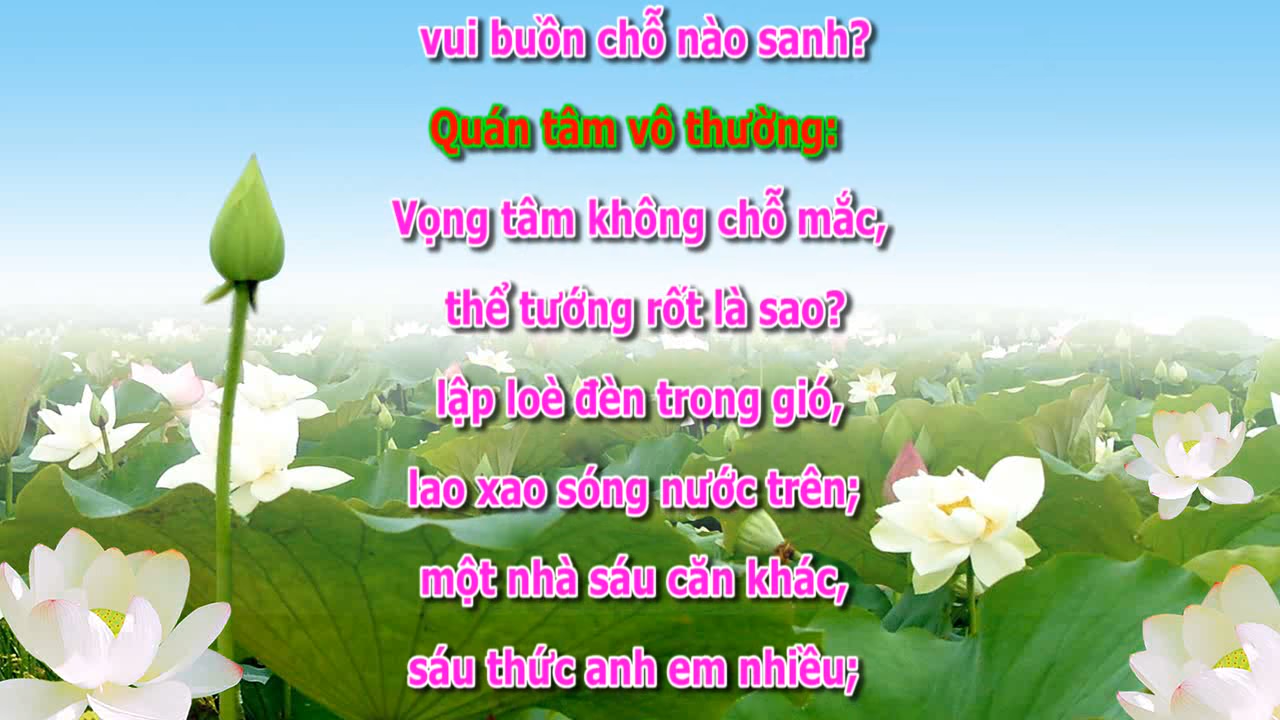 vui buồn chỗ nào sanh?
Quán tâm vô thường:
Vọng tâm không chỗ mắc,
thể tướng rốt là sao?
lập loè đèn trong gió,
lao xao sóng nước trên;
một nhà sáu căn khác,
sáu thức anh em nhiều;